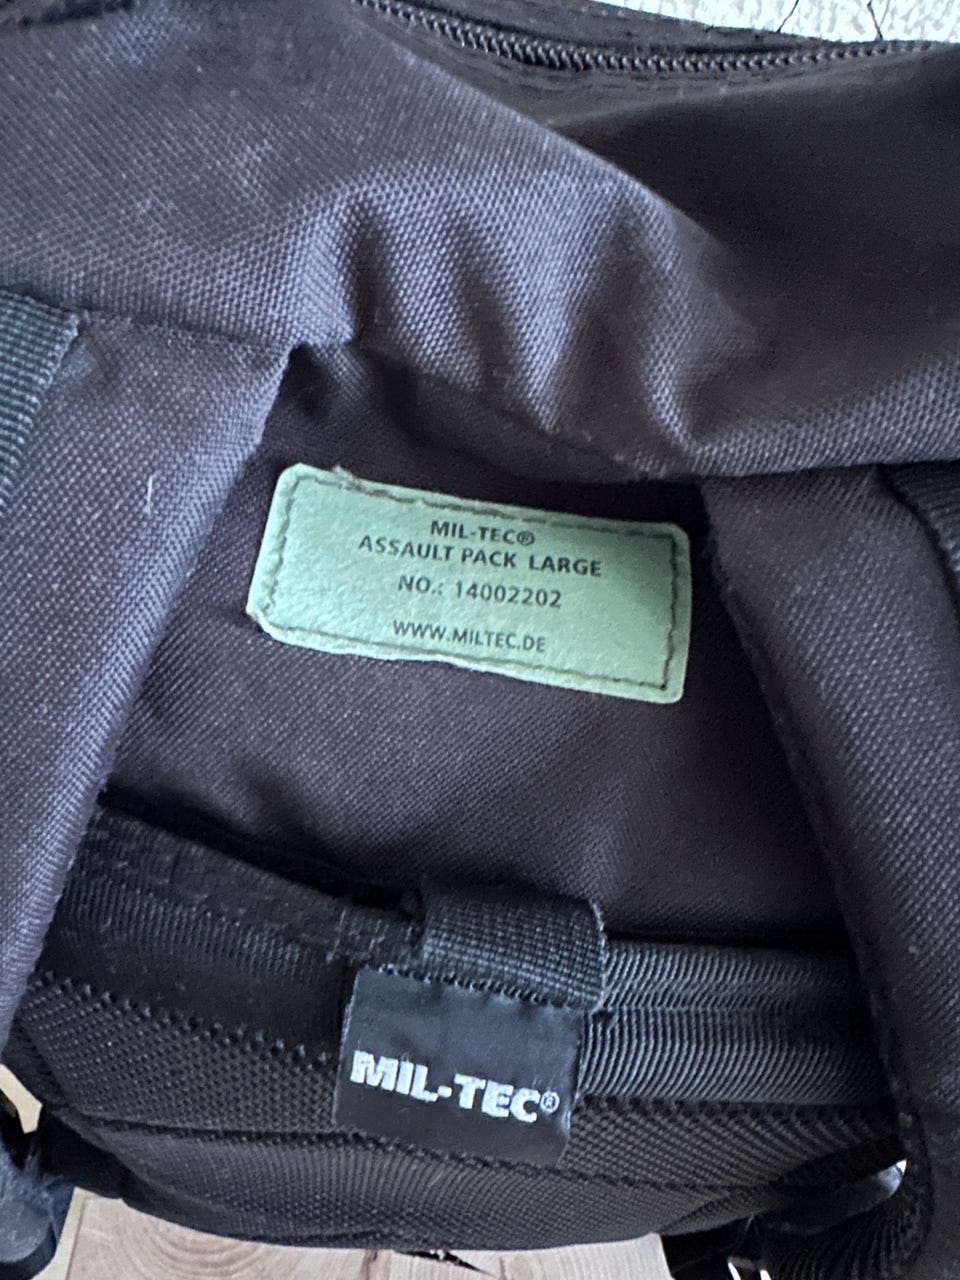 MIL-TEC®
ASSAULT PACK LARGE
NO.: 14002202
WWW.MILTEC.DE
MIL-TEC®